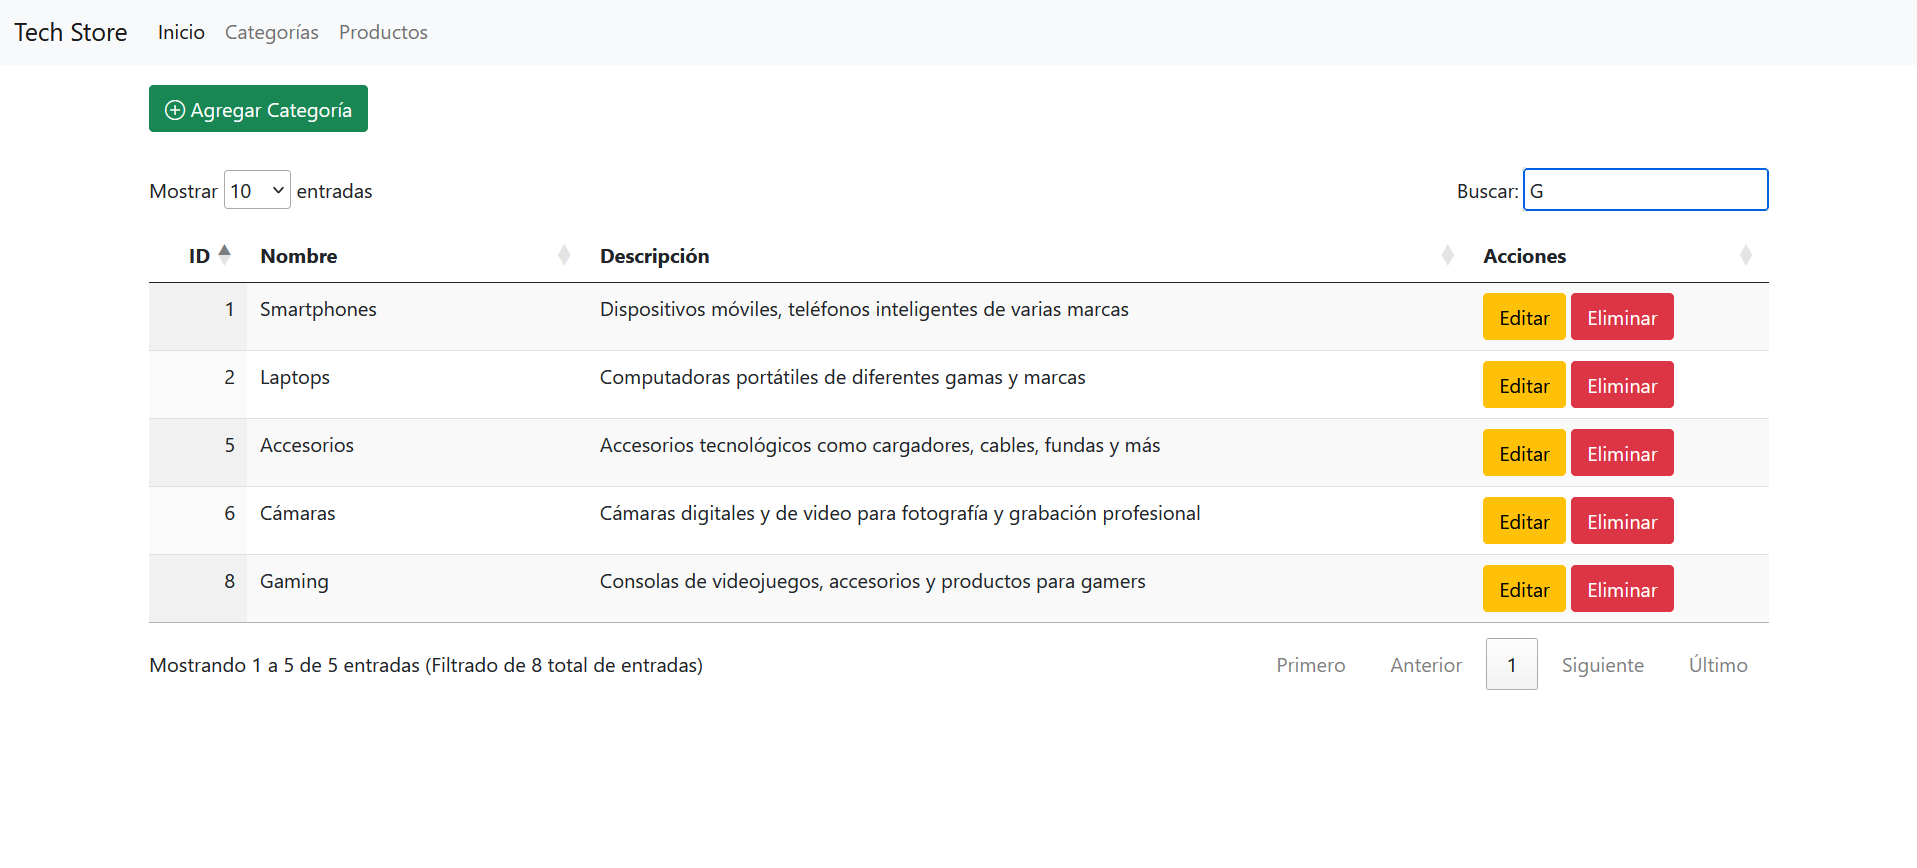 Tech Store Inicio Categorías Productos
Agregar Categoría
Mostrar 10 entradas Buscar: G
ID Nombre Descripción Acciones
1 Smartphones Dispositivos móviles, teléfonos inteligentes de varias marcas Editar Eliminar
2 Laptops Computadoras portátiles de diferentes gamas y marcas Editar Eliminar
5 Accesorios Accesorios tecnológicos como cargadores, cables, fundas y más Editar Eliminar
6 Cámaras Cámaras digitales y de video para fotografía y grabación profesional Editar Eliminar
8 Gaming Consolas de videojuegos, accesorios y productos para gamers Editar Eliminar
Mostrando 1 a 5 de 5 entradas (Filtrado de 8 total de entradas) Primero Anterior 1 Siguiente Último